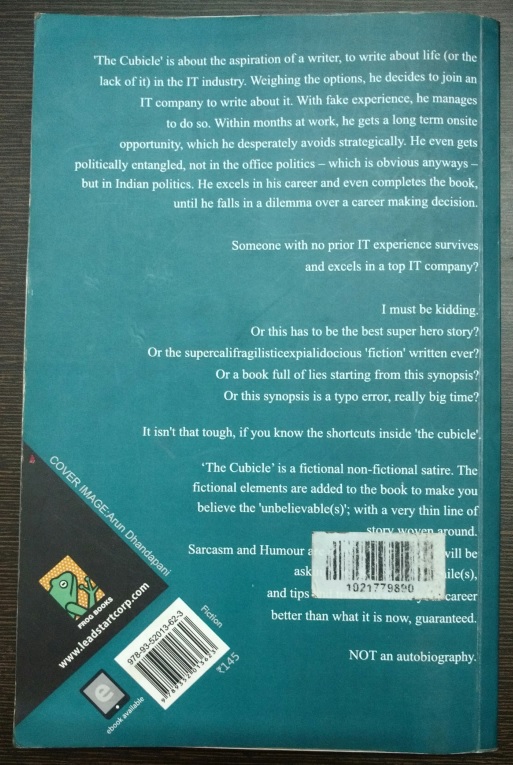 'The Cubicle' is about the aspiration of a writer, to write about life (or the
lack of it) in the IT industry. Weighing the options, he decides to join an
IT company to write about it. With fake experience, he manages
to do so. Within months at work, he gets a long term onsite
opportunity, which he desperately avoids strategically. He even gets
politically entangled, not in the office politics – which is obvious anyways –
but in Indian politics. He excels in his career and even completes the book,
until he falls in a dilemma over a career making decision.
Someone with no prior IT experience survives
and excels in a top IT company?
I must be kidding.
Or this has to be the best super hero story?
Or the supercalifragilisticexpialidocious 'fiction' written ever?
Or a book full of lies starting from this synopsis?
Or this synopsis is a typo error, really big time?
It isn't that tough, if you know the shortcuts inside 'the cubicle'.
'The Cubicle' is a fictional non-fictional satire. The
fictional elements are added to the book to make you
believe the 'unbelievable(s)'; with a very thin line of
story woven around.
Sarcasm and Humour will be
and tips career
better than what it is now, guaranteed.
NOT an autobiography.
1021779890
COVER IMAGE:Arun Dhandapani
FROG BOOKS
www.leadstartcorp.com
Fiction
978-93-52013-62-3
₹145
e
ebook available